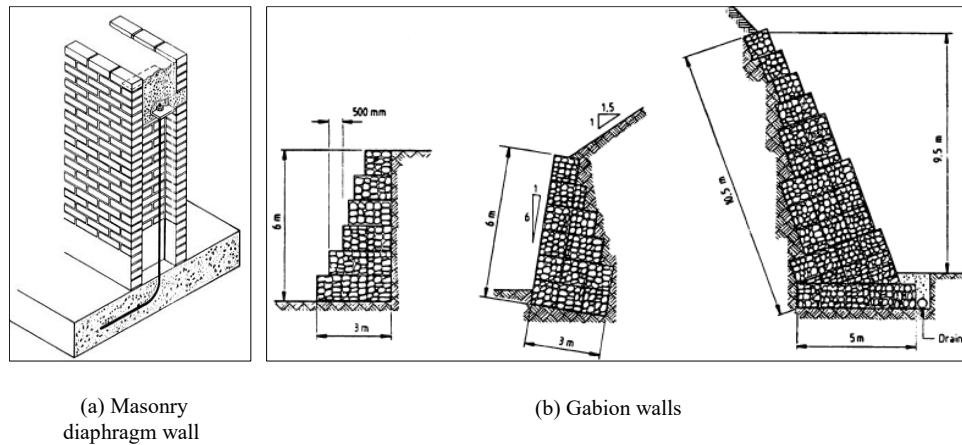 500 mm
6 m
3 m
1,5
1
1
6
6 m
3 m
10,5 m
9,5 m
5 m
Drain
(a) Masonry
diaphragm wall
(b) Gabion walls